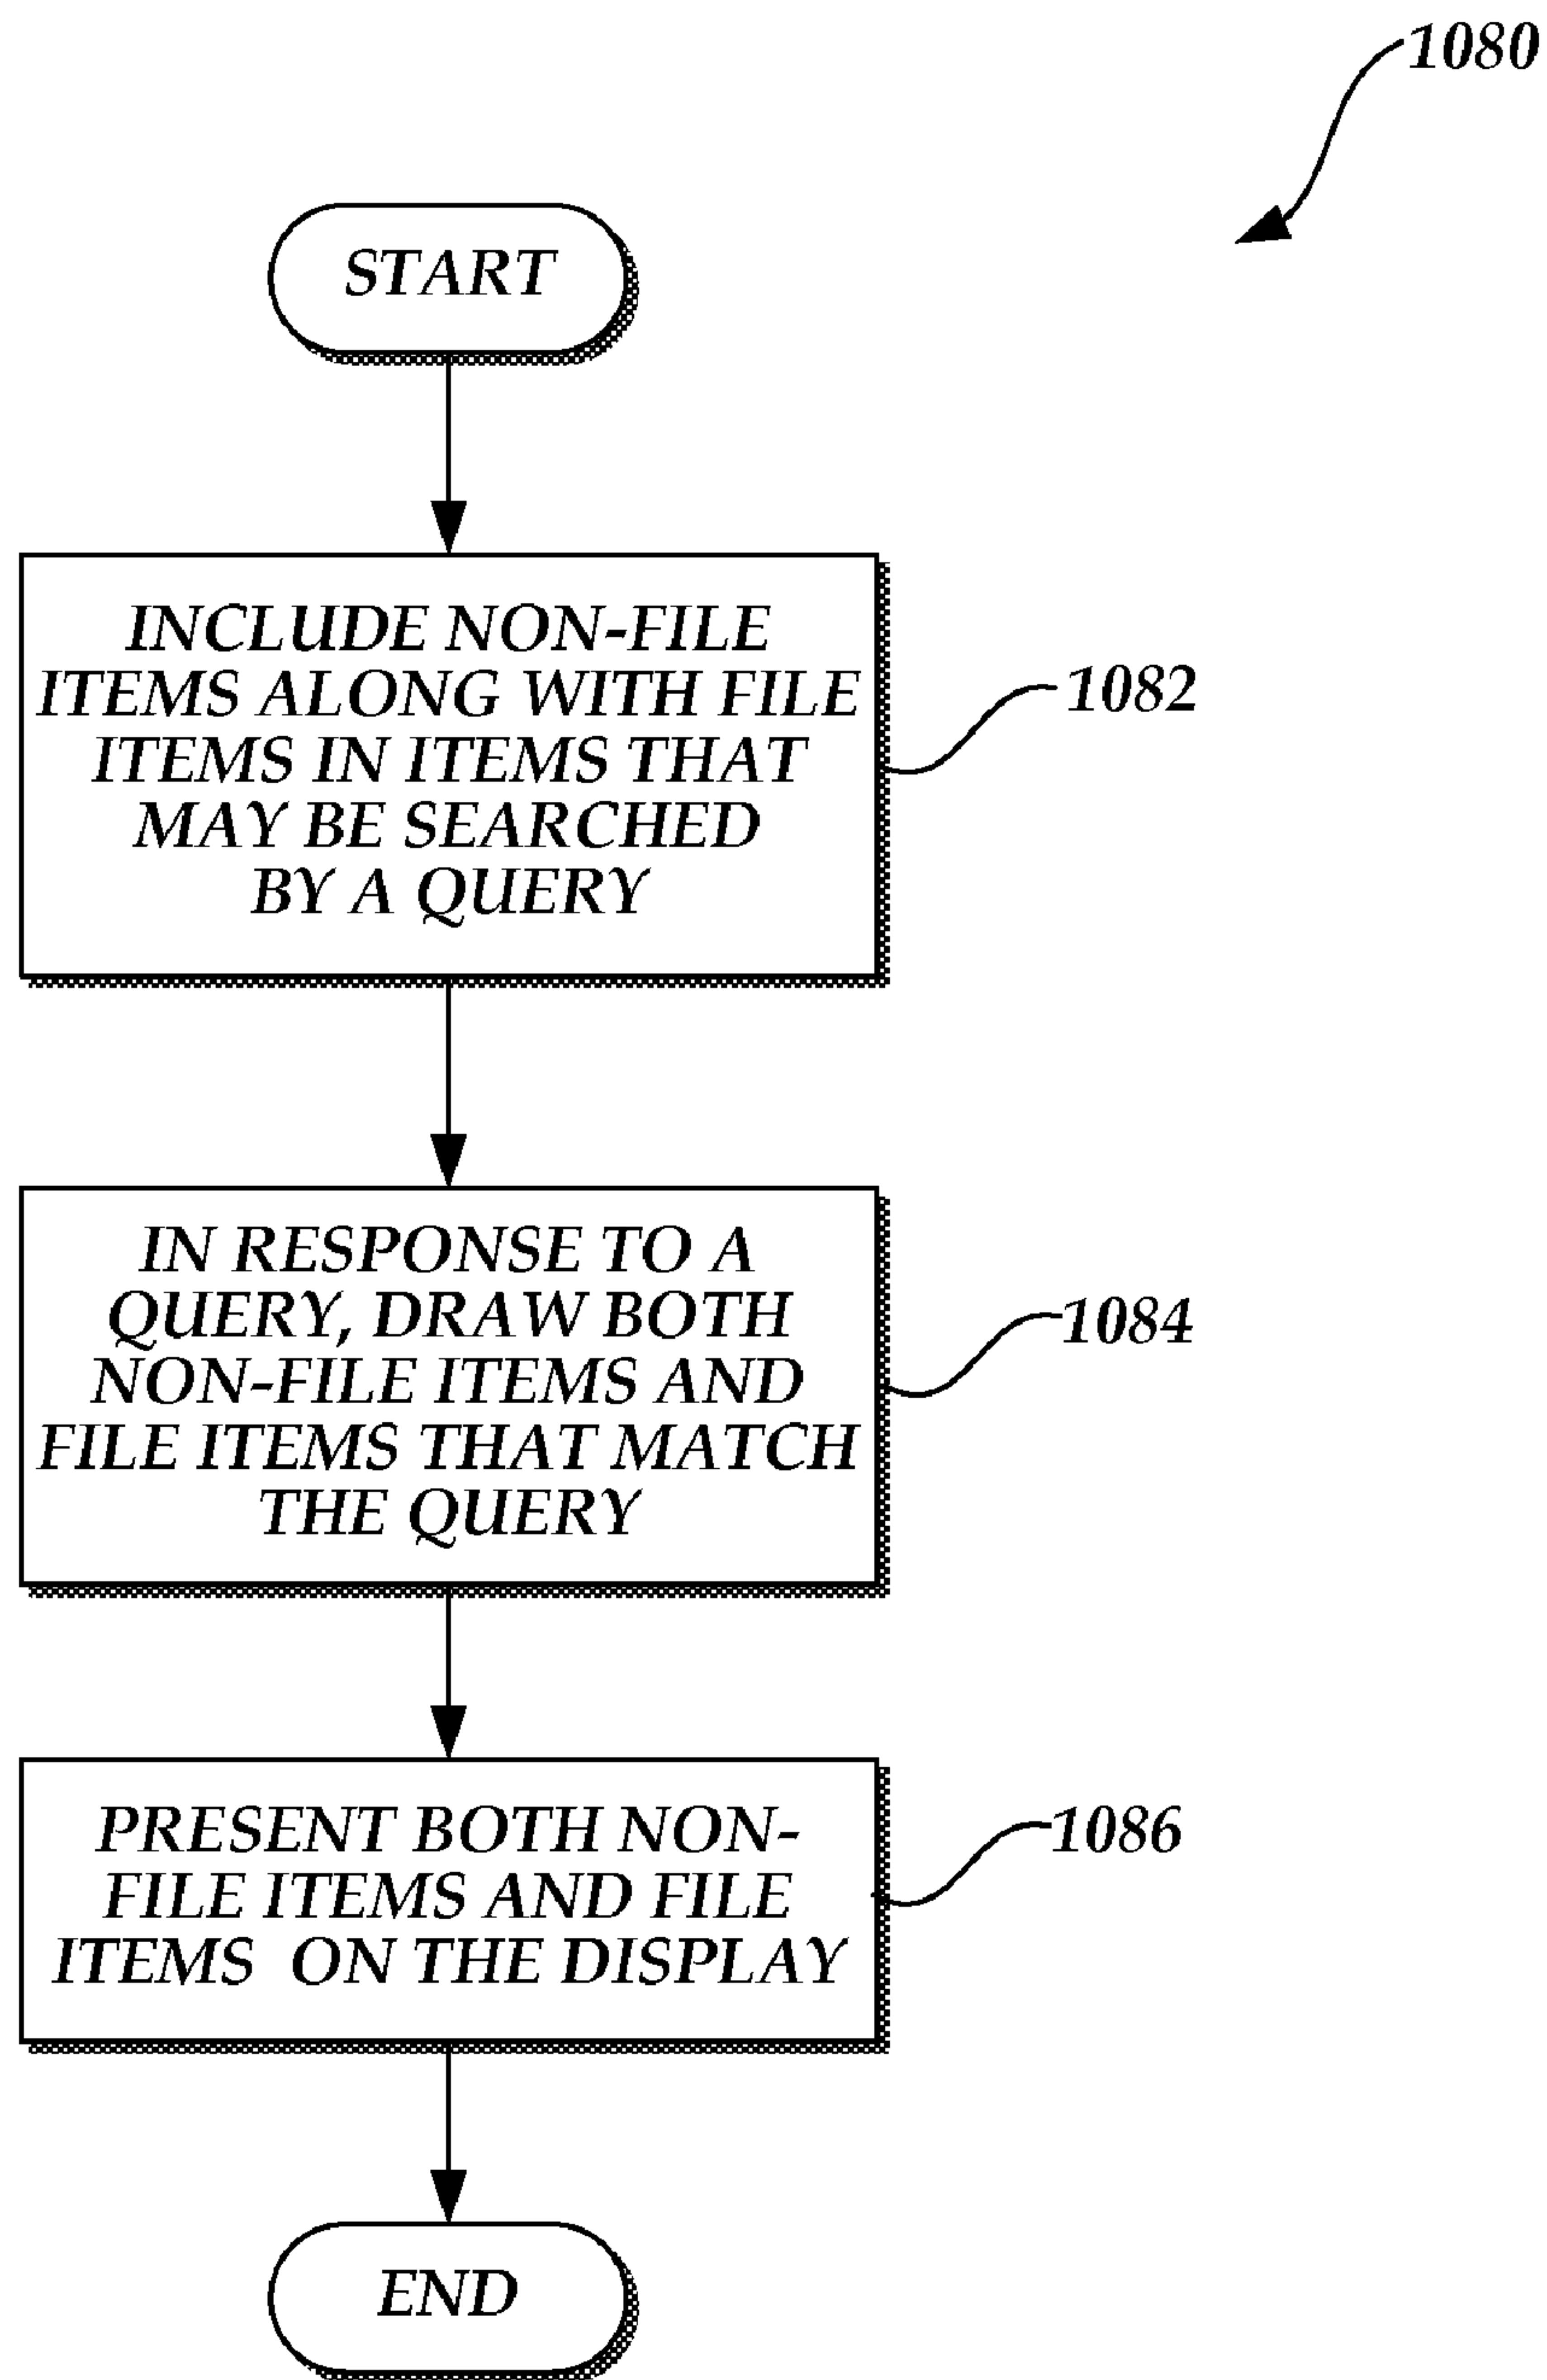 1080
START
INCLUDE NON-FILE
ITEMS ALONG WITH FILE
ITEMS IN ITEMS THAT
MAY BE SEARCHED
BY A QUERY
1082
IN RESPONSE TO A
QUERY, DRAW BOTH
NON-FILE ITEMS AND
FILE ITEMS THAT MATCH
THE QUERY
1084
PRESENT BOTH NON-
FILE ITEMS AND FILE
ITEMS ON THE DISPLAY
1086
END